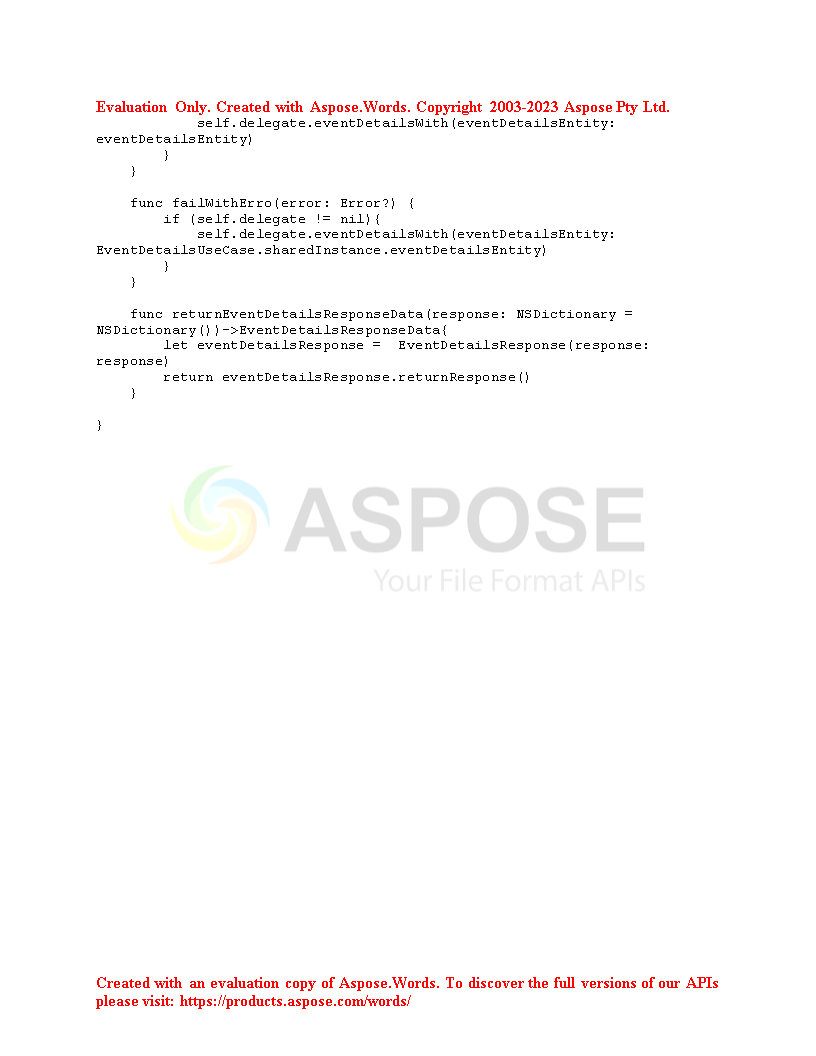 Evaluation Only. Created with Aspose.Words. Copyright 2003-2023 Aspose Pty Ltd.
            self.delegate.eventDetailsWith(eventDetailsEntity:
eventDetailsEntity)
        }
    }

    func failWithErro(error: Error?) {
        if (self.delegate != nil){
            self.delegate.eventDetailsWith(eventDetailsEntity:
EventDetailsUseCase.sharedInstance.eventDetailsEntity)
        }
    }

    func returnEventDetailsResponseData(response: NSDictionary =
NSDictionary())->EventDetailsResponseData{
        let eventDetailsResponse =  EventDetailsResponse(response:
response)
        return eventDetailsResponse.returnResponse()
    }

}
ASPOSE
Your File Format APIs
Created with an evaluation copy of Aspose.Words. To discover the full versions of our APIs
please visit: https://products.aspose.com/words/